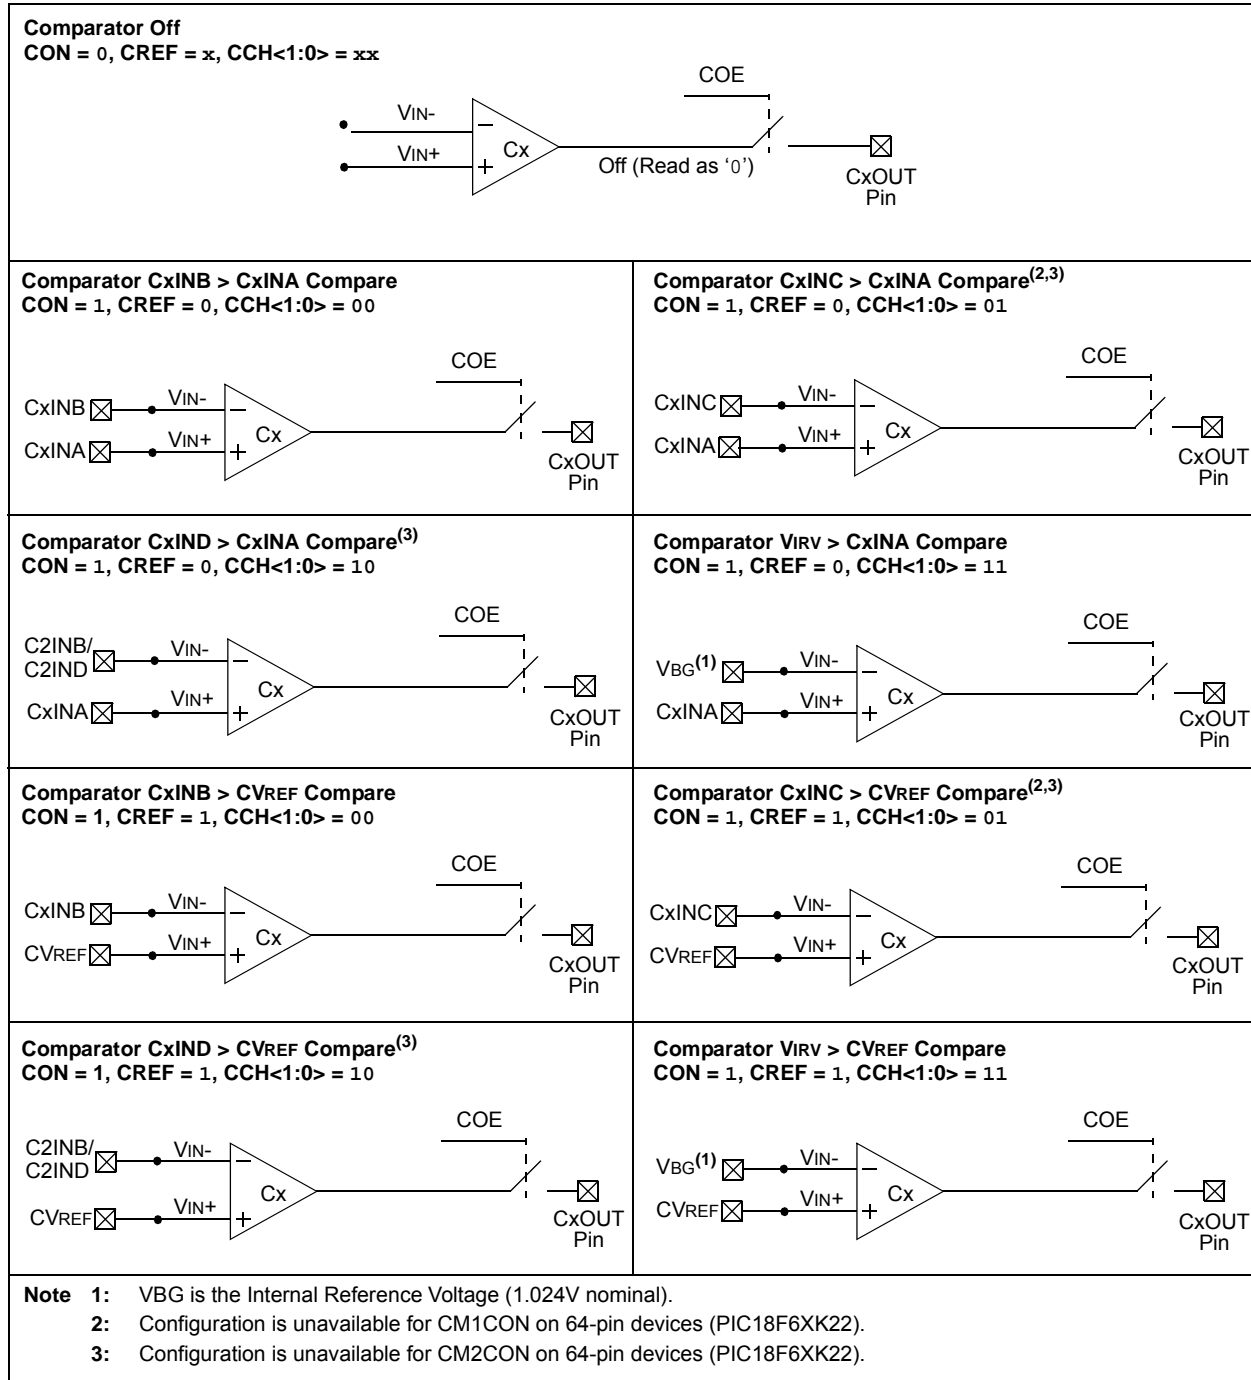 Comparator Off
CON = 0, CREF = x, CCH<1:0> = xx
COE
VIN-
VIN+
Cx
Off (Read as ‘0’)
CxOUT
Pin
Comparator CxINB > CxINA Compare
CON = 1, CREF = 0, CCH<1:0> = 00
COE
CxINB
VIN-
Cx
CxINA
VIN+
CxOUT
Pin
Comparator CxINC > CxINA Compare(2,3)
CON = 1, CREF = 0, CCH<1:0> = 01
COE
CxINC
VIN-
Cx
CxINA
VIN+
CxOUT
Pin
Comparator CxIND > CxINA Compare(3)
CON = 1, CREF = 0, CCH<1:0> = 10
COE
C2INB/
C2IND
VIN-
Cx
CxINA
VIN+
CxOUT
Pin
Comparator VIRV > CxINA Compare
CON = 1, CREF = 0, CCH<1:0> = 11
COE
VBG(1)
VIN-
Cx
CxINA
VIN+
CxOUT
Pin
Comparator CxINB > CVREF Compare
CON = 1, CREF = 1, CCH<1:0> = 00
COE
CxINB
VIN-
Cx
CVREF
VIN+
CxOUT
Pin
Comparator CxINC > CVREF Compare(2,3)
CON = 1, CREF = 1, CCH<1:0> = 01
COE
CxINC
VIN-
Cx
CVREF
VIN+
CxOUT
Pin
Comparator CxIND > CVREF Compare(3)
CON = 1, CREF = 1, CCH<1:0> = 10
COE
C2INB/
C2IND
VIN-
Cx
CVREF
VIN+
CxOUT
Pin
Comparator VIRV > CVREF Compare
CON = 1, CREF = 1, CCH<1:0> = 11
COE
VBG(1)
VIN-
Cx
CVREF
VIN+
CxOUT
Pin
Note 1: VBG is the Internal Reference Voltage (1.024V nominal).
2: Configuration is unavailable for CM1CON on 64-pin devices (PIC18F6XK22).
3: Configuration is unavailable for CM2CON on 64-pin devices (PIC18F6XK22).